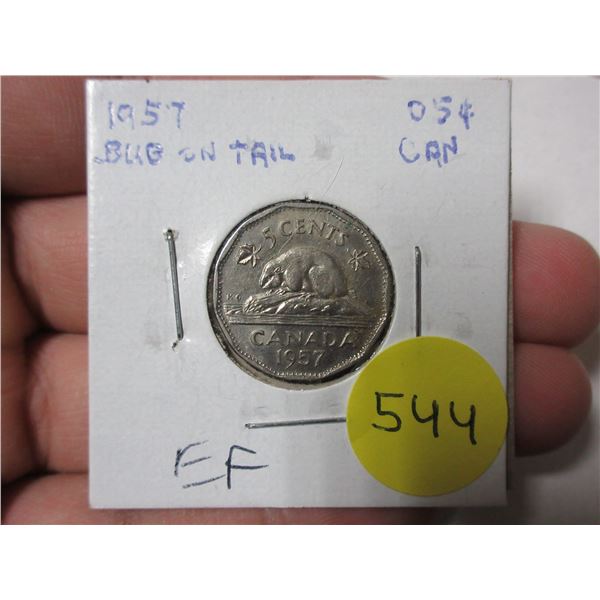 1957 05¢
BUG ON TAIL CAN
5 CENTS
K·G
CANADA
1957
544
EF